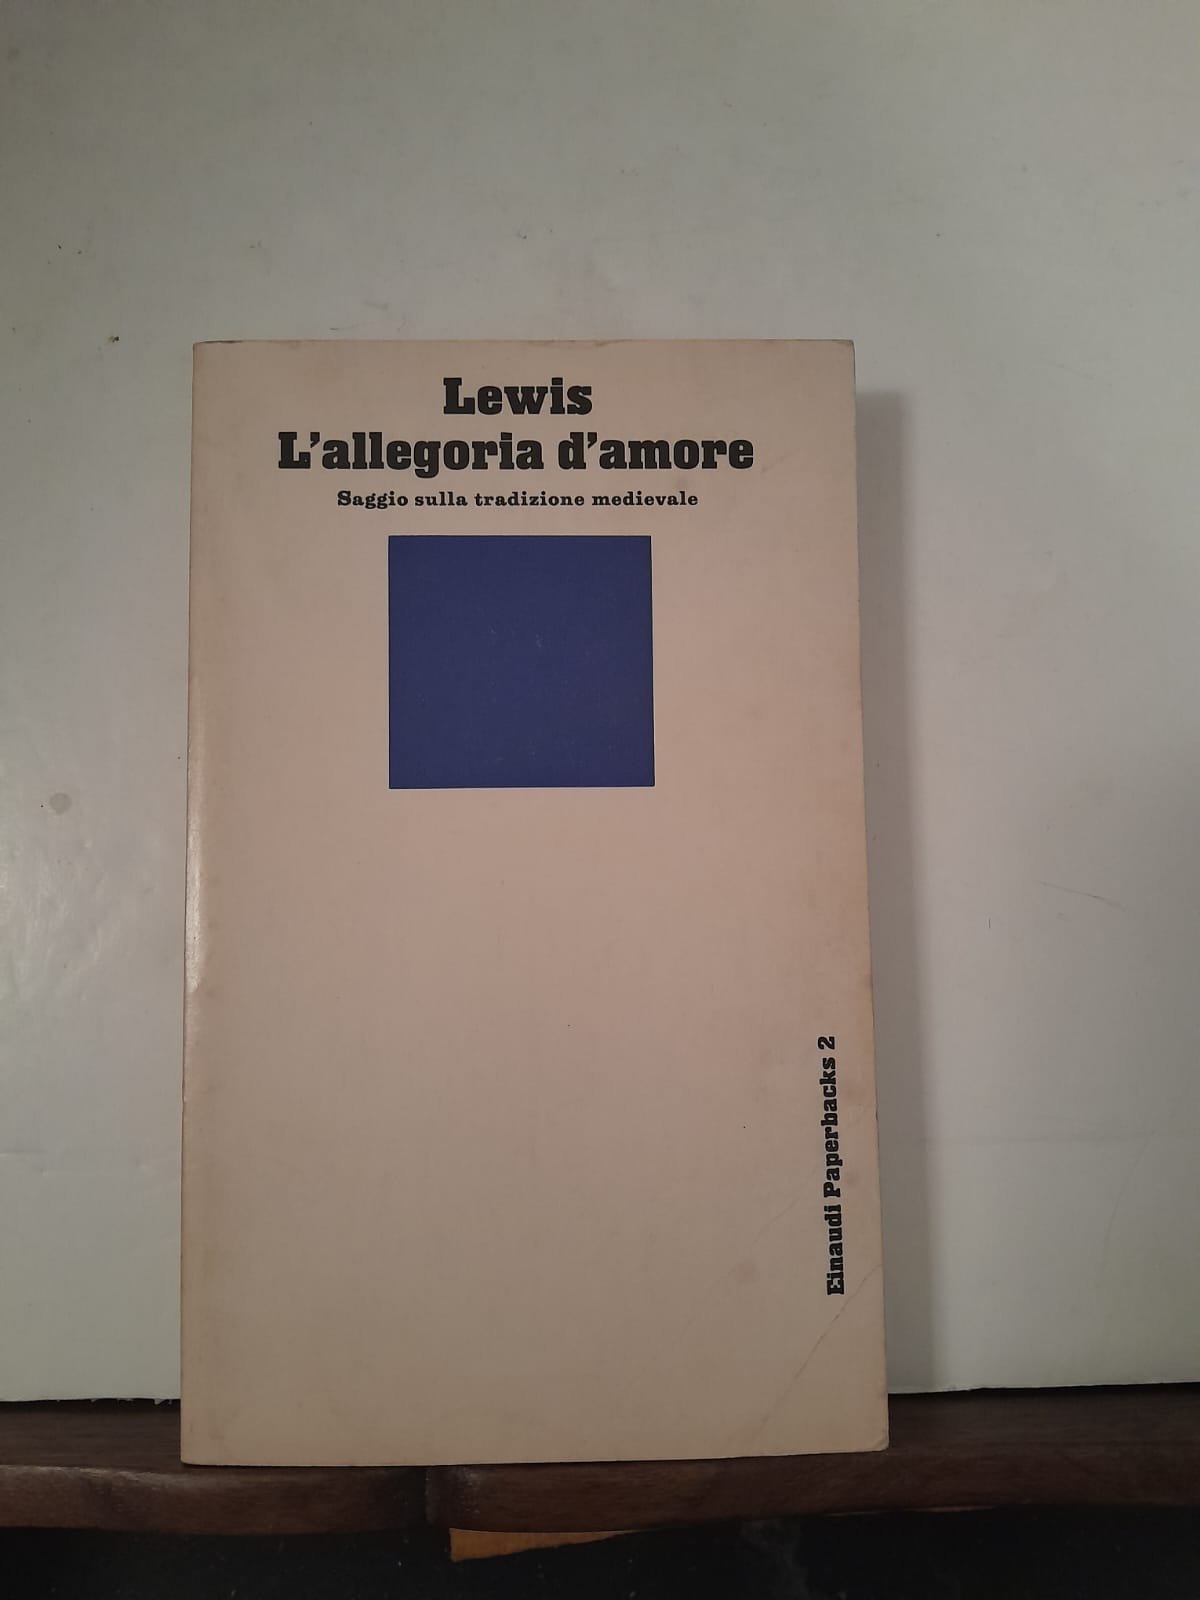 Lewis
L'allegoria d'amore
Saggio sulla tradizione medievale
Einaudi Paperbacks 2